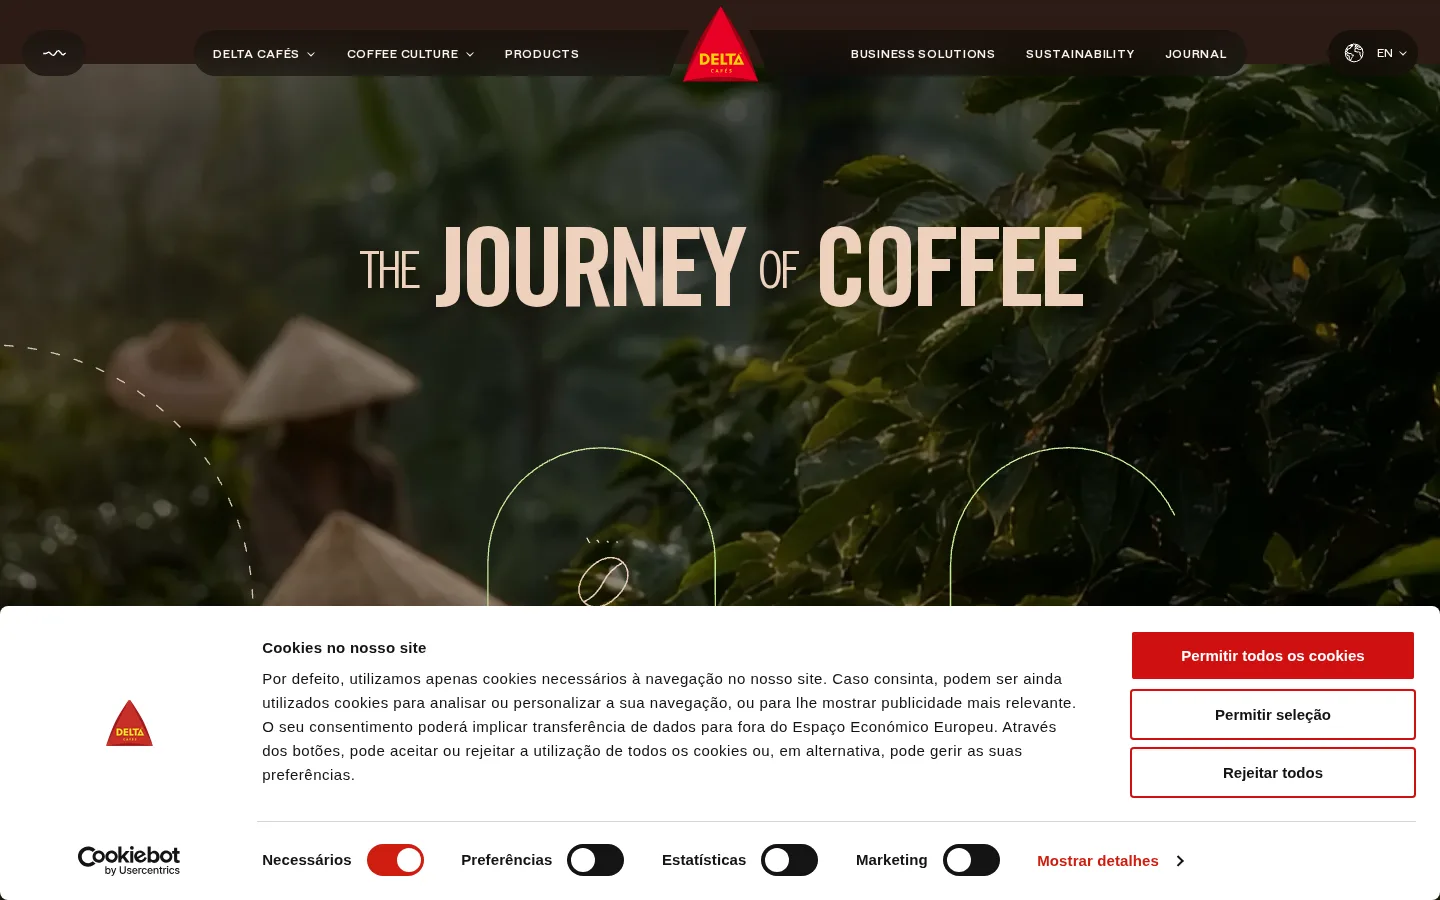 DELTA CAFÉS
COFFEE CULTURE
PRODUCTS
DELTA
CAFÉS
BUSINESS SOLUTIONS
SUSTAINABILITY
JOURNAL
EN
THE JOURNEY OF COFFEE
Cookies no nosso site
Por defeito, utilizamos apenas cookies necessários à navegação no nosso site. Caso consinta, podem ser ainda
utilizados cookies para analisar ou personalizar a sua navegação, ou para lhe mostrar publicidade mais relevante.
O seu consentimento poderá implicar transferência de dados para fora do Espaço Económico Europeu. Através
dos botões, pode aceitar ou rejeitar a utilização de todos os cookies ou, em alternativa, pode gerir as suas
preferências.
Permitir todos os cookies
Permitir seleção
Rejeitar todos
DELTA
CAFÉS
Cookiebot
by Usercentrics
Necessários
Preferências
Estatísticas
Marketing
Mostrar detalhes